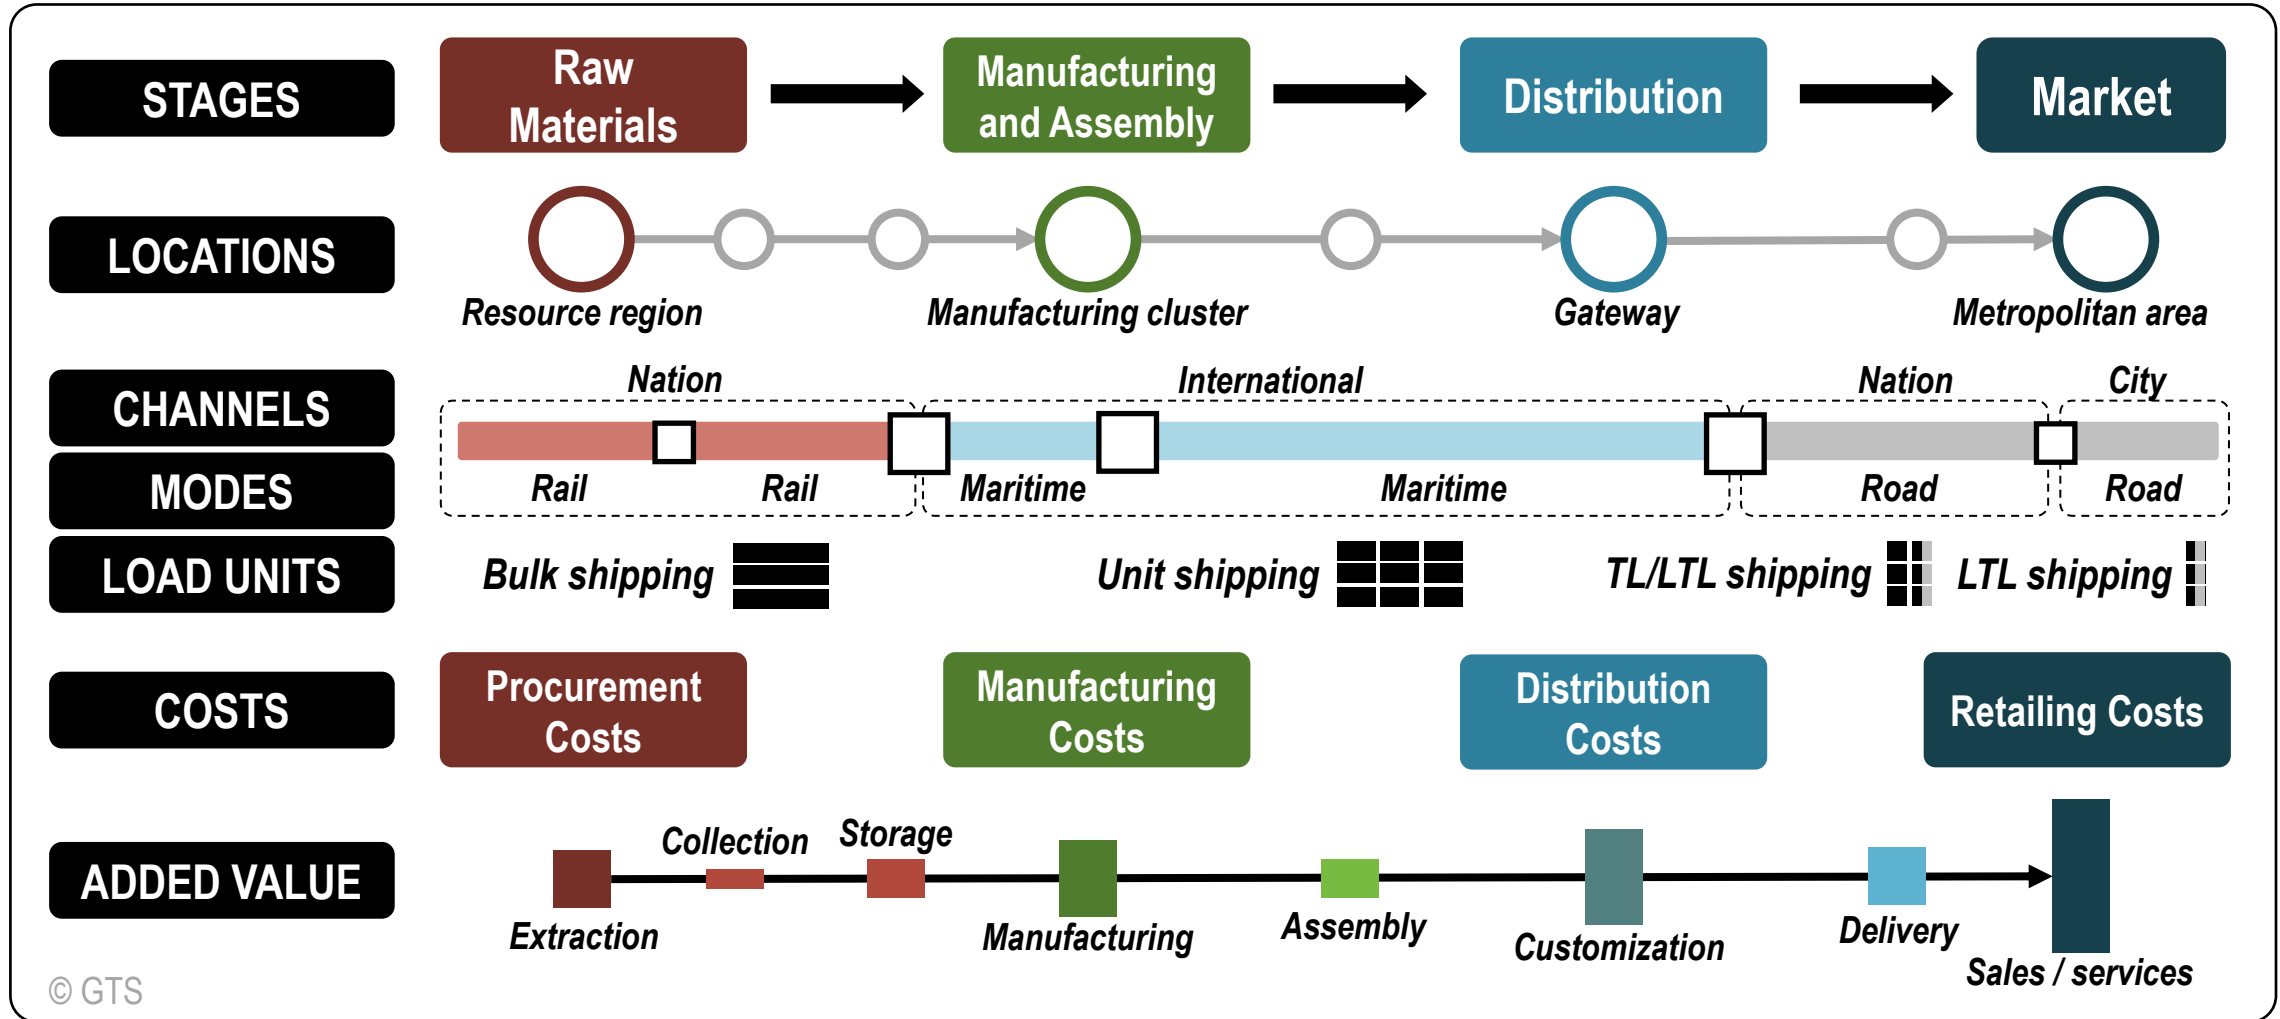 STAGES
Raw
Materials
Manufacturing
and Assembly
Distribution
Market
LOCATIONS
Resource region
Manufacturing cluster
Gateway
Metropolitan area
CHANNELS
Nation
International
Nation
City
MODES
Rail
Rail
Maritime
Maritime
Road
Road
LOAD UNITS
Bulk shipping
Unit shipping
TL/LTL shipping
LTL shipping
COSTS
Procurement
Costs
Manufacturing
Costs
Distribution
Costs
Retailing Costs
ADDED VALUE
Extraction
Collection
Storage
Manufacturing
Assembly
Customization
Delivery
Sales / services
© GTS